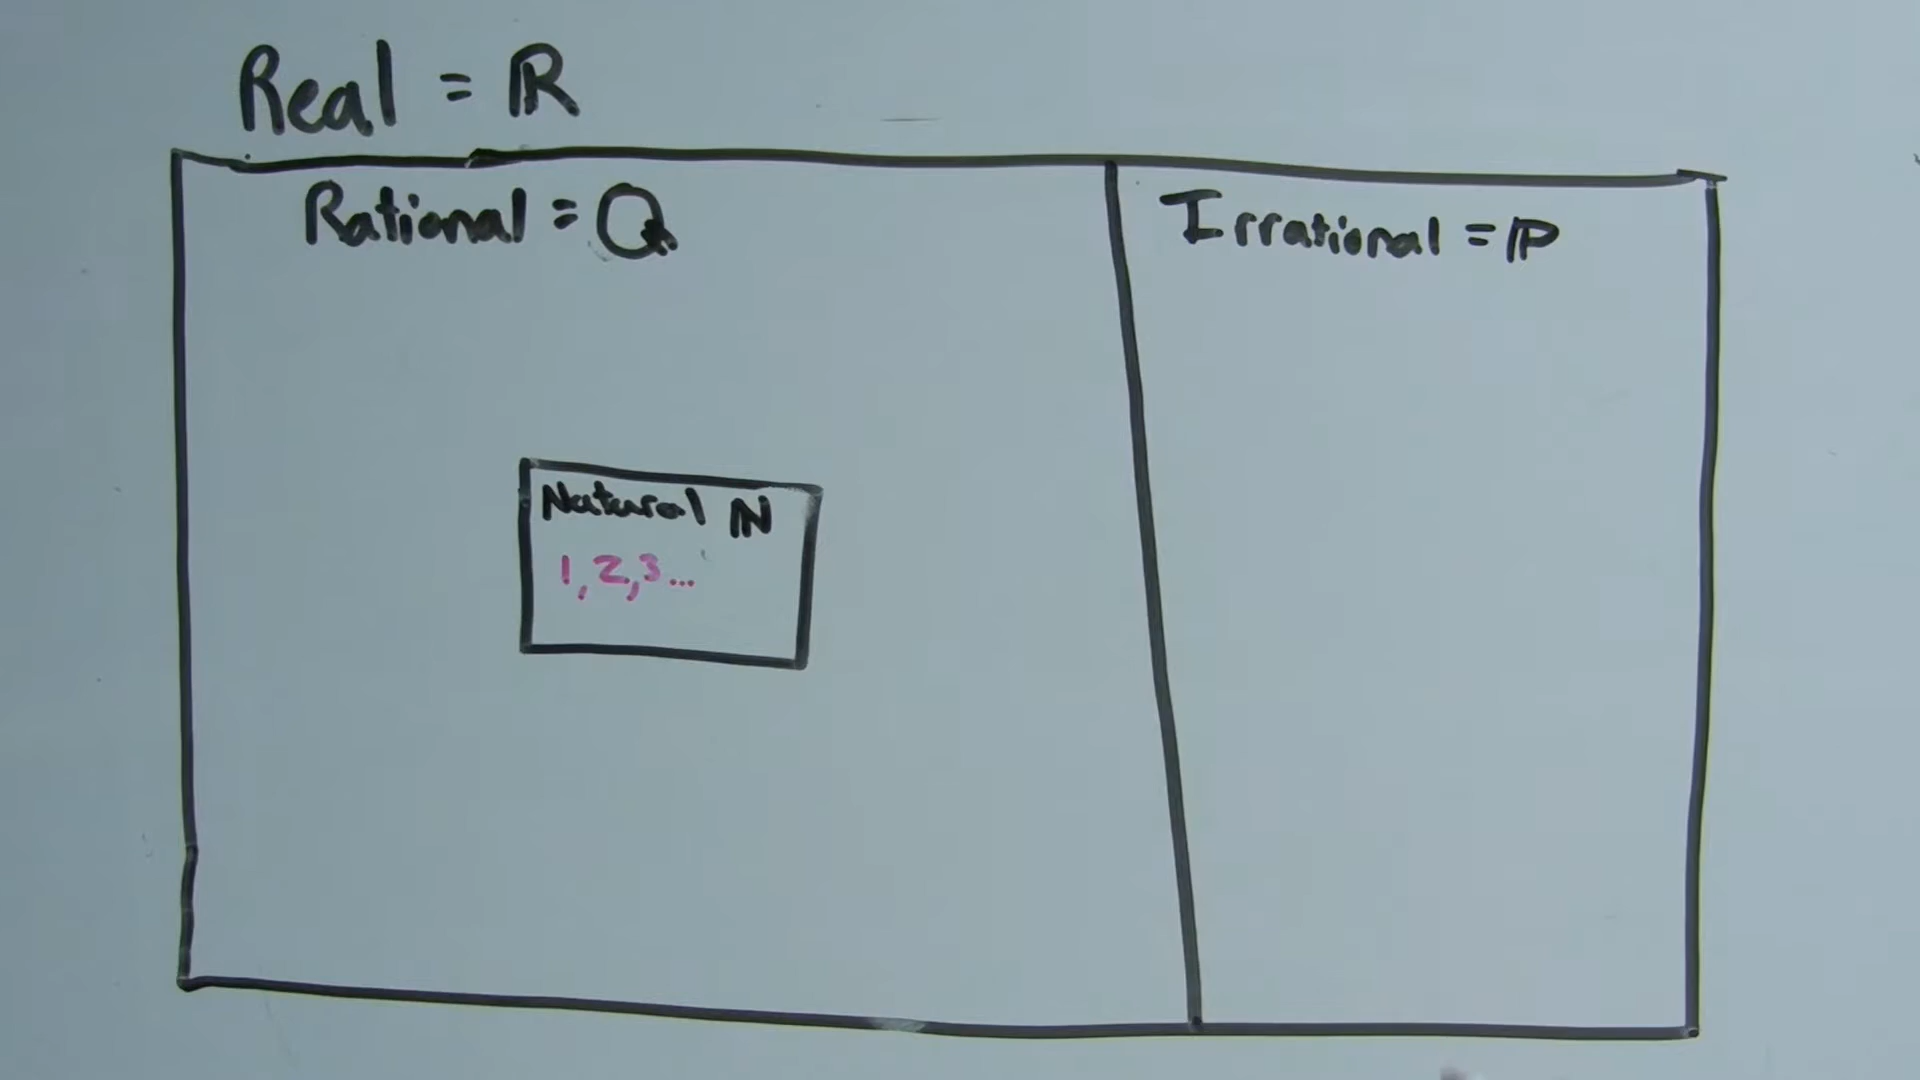 Real = ℝ
Rational = ℚ
Irrational = ℙ
Natural ℕ
1, 2, 3...